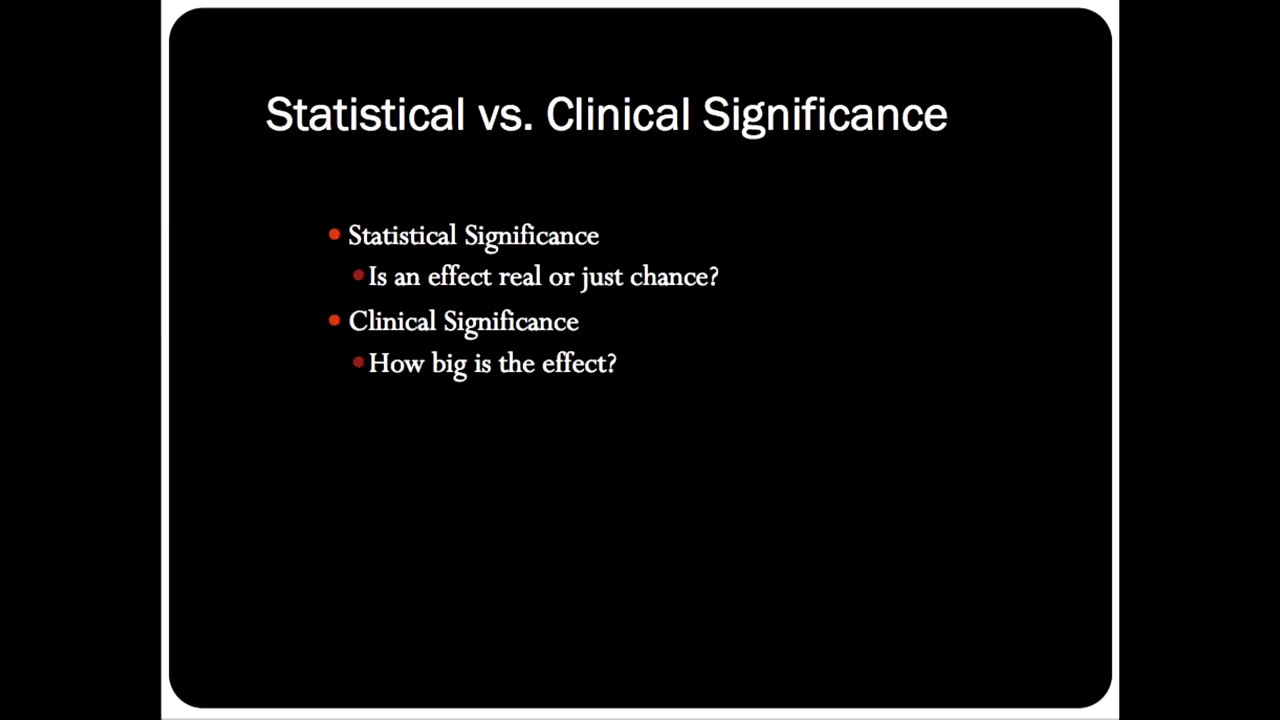 Statistical vs. Clinical Significance
• Statistical Significance
• Is an effect real or just chance?
• Clinical Significance
• How big is the effect?